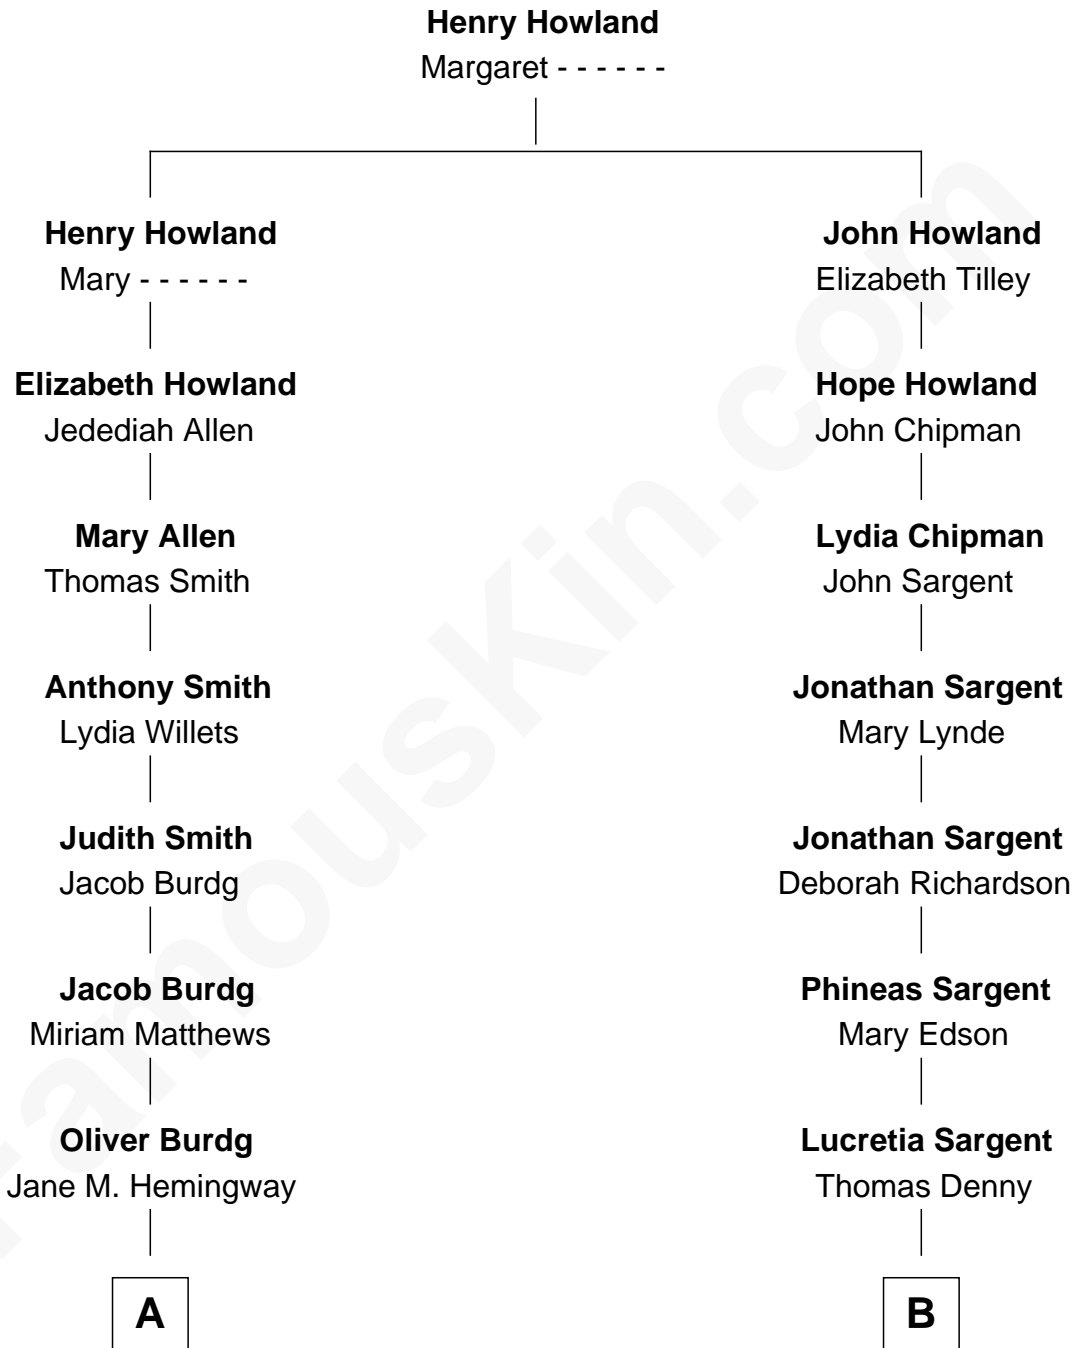 Henry Howland
Margaret - - - - - -
Henry Howland
Mary - - - - - -
John Howland
Elizabeth Tilley
Elizabeth Howland
Jedediah Allen
Hope Howland
John Chipman
Mary Allen
Thomas Smith
Lydia Chipman
John Sargent
Anthony Smith
Lydia Willets
Jonathan Sargent
Mary Lynde
Judith Smith
Jacob Burdg
Jonathan Sargent
Deborah Richardson
Jacob Burdg
Miriam Matthews
Phineas Sargent
Mary Edson
Oliver Burdg
Jane M. Hemingway
Lucretia Sargent
Thomas Denny
A
B
FamousKin.com